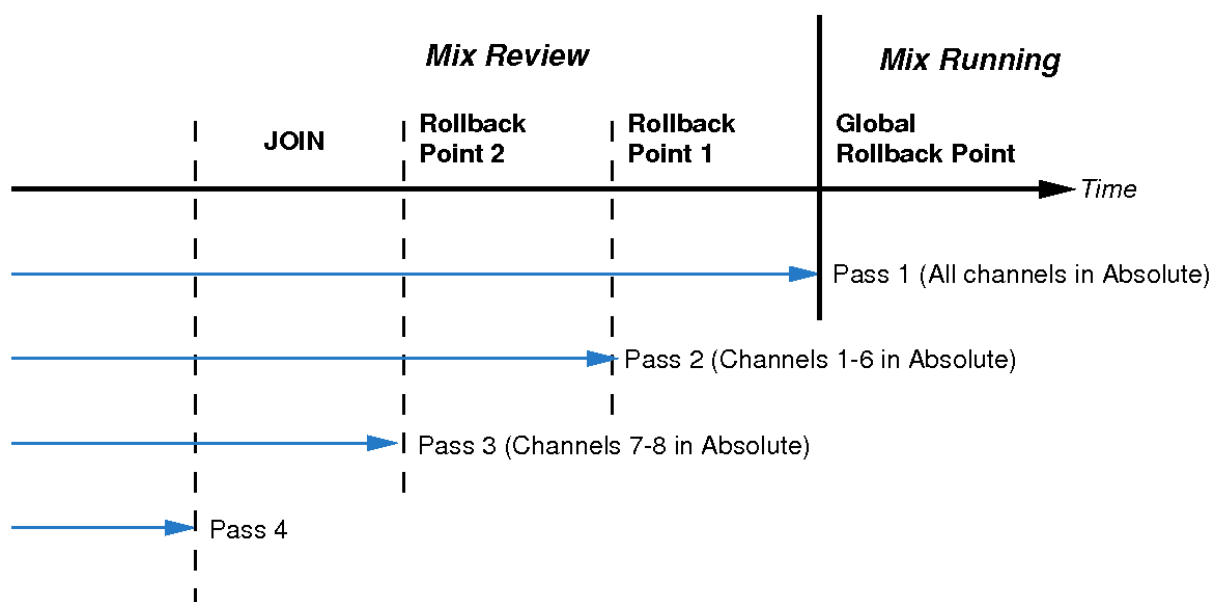 Mix Review
Mix Running
JOIN
Rollback
Point 2
Rollback
Point 1
Global
Rollback Point
Time
Pass 1 (All channels in Absolute)
Pass 2 (Channels 1-6 in Absolute)
Pass 3 (Channels 7-8 in Absolute)
Pass 4